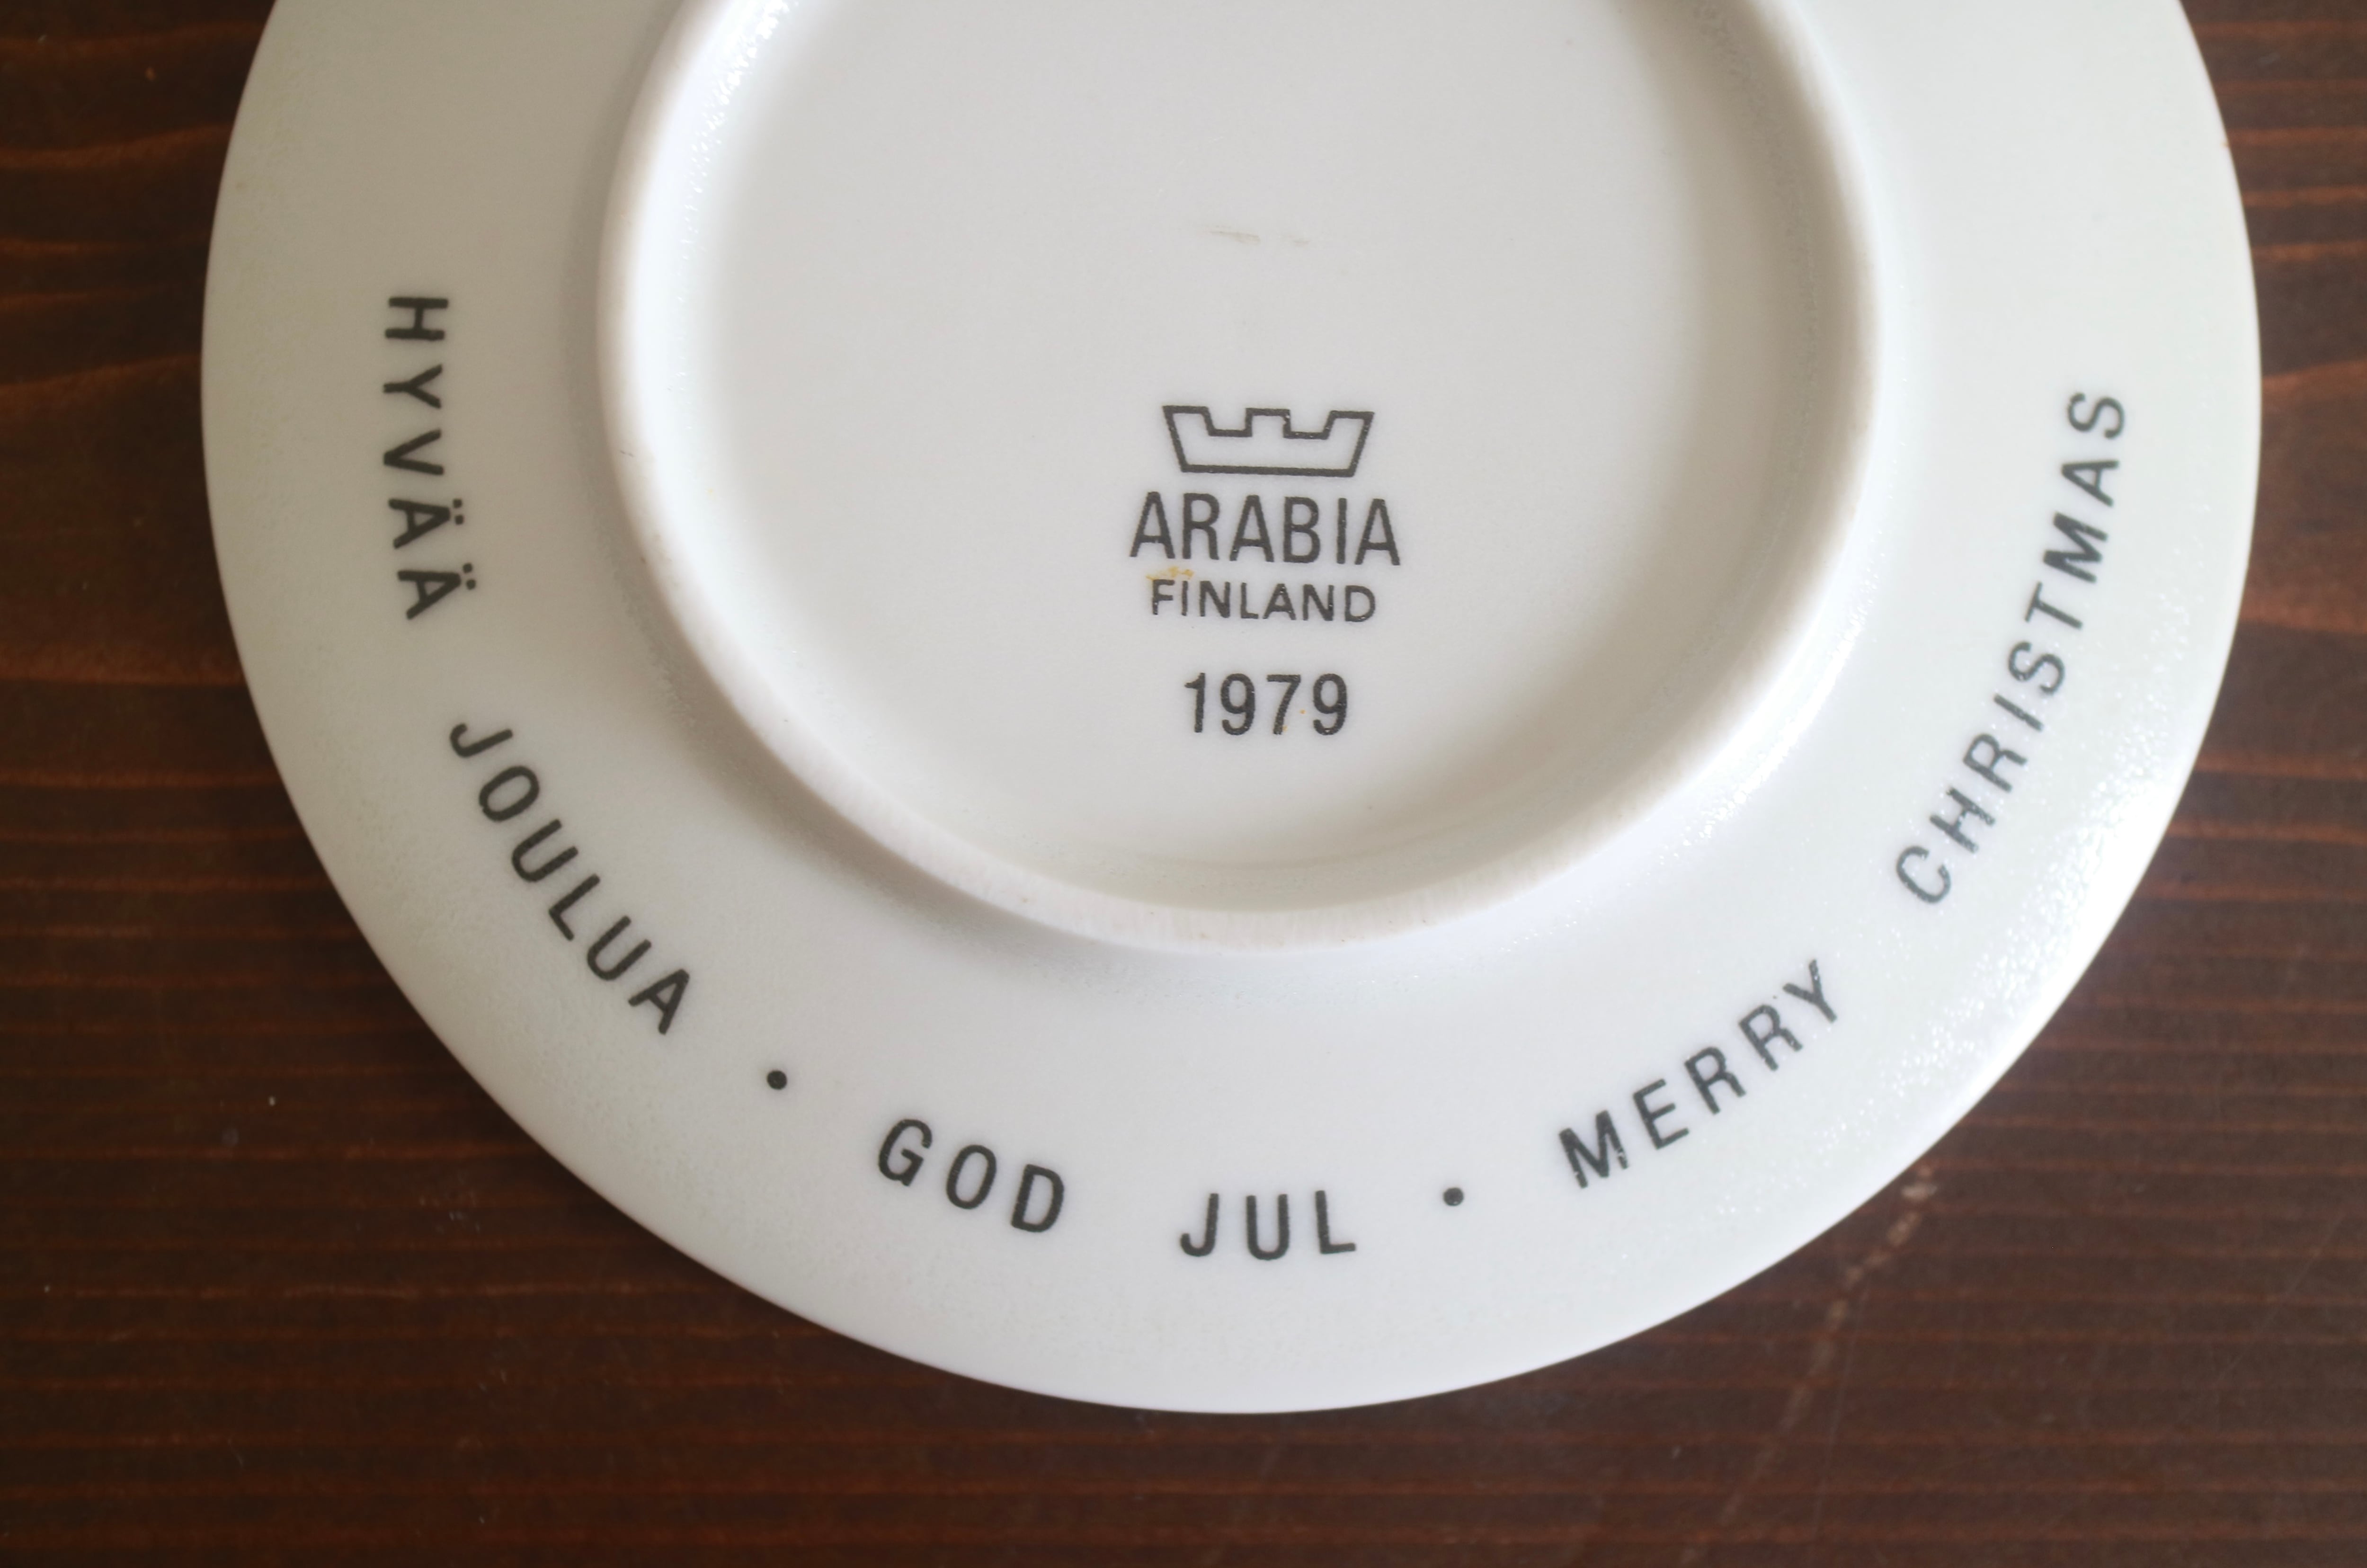 ARABIA
FINLAND
1979
HYVÄÄ JOULUA • GOD JUL • MERRY CHRISTMAS